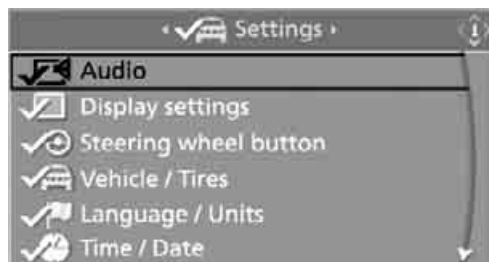 Settings
Audio
Display settings
Steering wheel button
Vehicle / Tires
Language / Units
Time / Date